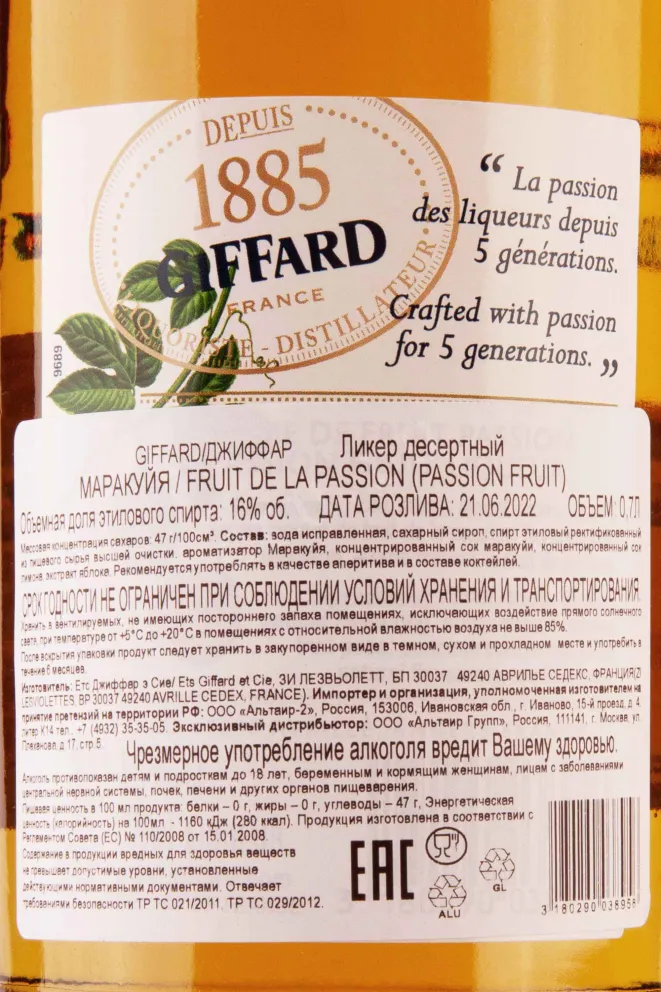 DEPUIS
1885
GIFFARD
FRANCE
LIQUORISTE - DISTILLATEUR
“ La passion
des liqueurs depuis
5 générations.
Crafted with passion
for 5 generations. ”
9689
GIFFARD/ДЖИФФАР Ликер десертный
МАРАКУЙЯ / FRUIT DE LA PASSION (PASSION FRUIT)
Объемная доля этилового спирта: 16% об. ДАТА РОЗЛИВА: 21.06.2022 ОБЪЕМ: 0,7Л
Массовая концентрация сахаров: 47 г/100см³. Состав: вода исправленная, сахарный сироп, спирт этиловый ректификованный
из пищевого сырья высшей очистки, ароматизатор Маракуйя, концентрированный сок маракуйи, концентрированный сок
лимона, экстракт яблока. Рекомендуется употреблять в качестве аперитива и в составе коктейлей.
СРОК ГОДНОСТИ НЕ ОГРАНИЧЕН ПРИ СОБЛЮДЕНИИ УСЛОВИЙ ХРАНЕНИЯ И ТРАНСПОРТИРОВАНИЯ.
Хранить в вентилируемых, не имеющих постороннего запаха помещениях, исключающих воздействие прямого солнечного
света, при температуре от +5°С до +20°С в помещениях с относительной влажностью воздуха не выше 85%.
После вскрытия упаковки продукт следует хранить в закупоренном виде в темном, сухом и прохладном месте и употребить в
течение 6 месяцев.
Изготовитель: Етс Джиффар э Сие/ Ets Giffard et Cie, ЗИ ЛЕЗВЬОЛЕТТ, БП 30037 49240 АВРИЛЬЕ СЕДЕКС, ФРАНЦИЯ(ZI
LESVIOLETTES, BP 30037 49240 AVRILLE CEDEX, FRANCE). Импортер и организация, уполномоченная изготовителем на
принятие претензий на территории РФ: ООО «Альтаир-2», Россия, 153006, Ивановская обл., г. Иваново, 15-й проезд, д.4,
литер К14 тел., +7 (4932) 35-35-05. Эксклюзивный дистрибьютор: ООО «Альтаир Групп», Россия, 111141, г. Москва, ул.
Плеханова, д.17, стр.5.
Чрезмерное употребление алкоголя вредит Вашему здоровью.
Алкоголь противопоказан детям и подросткам до 18 лет, беременным и кормящим женщинам, лицам с заболеваниями
центральной нервной системы, почек, печени и других органов пищеварения.
Пищевая ценность в 100 мл продукта: белки – 0 г, жиры – 0 г, углеводы – 47 г, Энергетическая
ценность (калорийность) на 100мл - 1160 кДж (280 ккал). Продукция изготовлена в соответствии с
Регламентом Совета (ЕС) № 110/2008 от 15.01.2008.
Содержание в продукции вредных для здоровья веществ
не превышает допустимые уровни, установленные
действующими нормативными документами. Отвечает
требованиями безопасности ТР ТС 021/2011, ТР ТС 029/2012.
EAC
ALU
GL
3 180290 036958